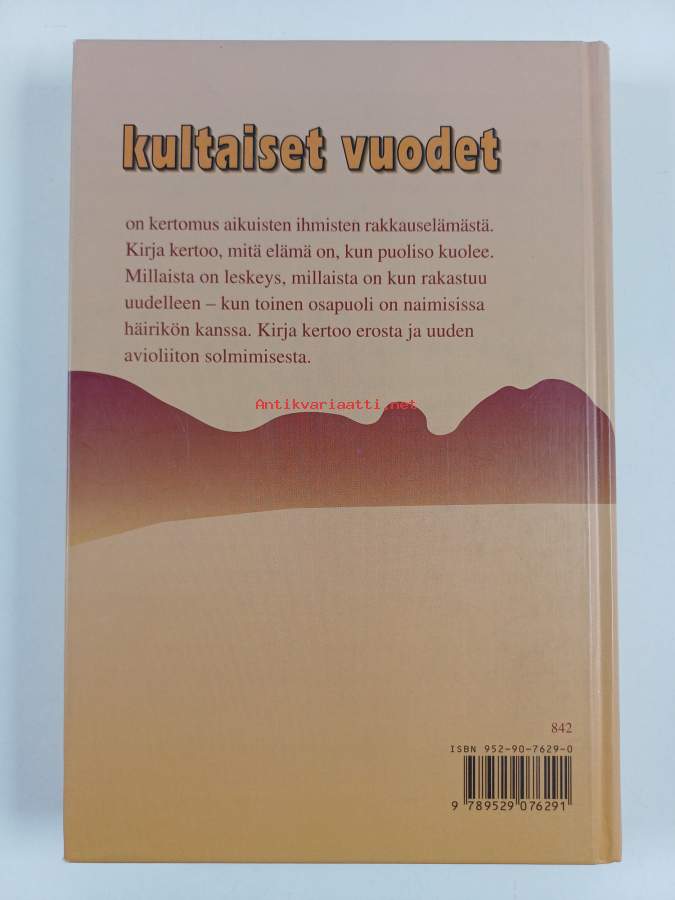 kultaiset vuodet
on kertomus aikuisten ihmisten rakkauselämästä.
Kirja kertoo, mitä elämä on, kun puoliso kuolee.
Millaista on leskeys, millaista on kun rakastuu
uudelleen – kun toinen osapuoli on naimisissa
häirikön kanssa. Kirja kertoo erosta ja uuden
avioliiton solmimisesta.
Antikvariaatti.net
842
ISBN 952-90-7629-0
9 789529 076291